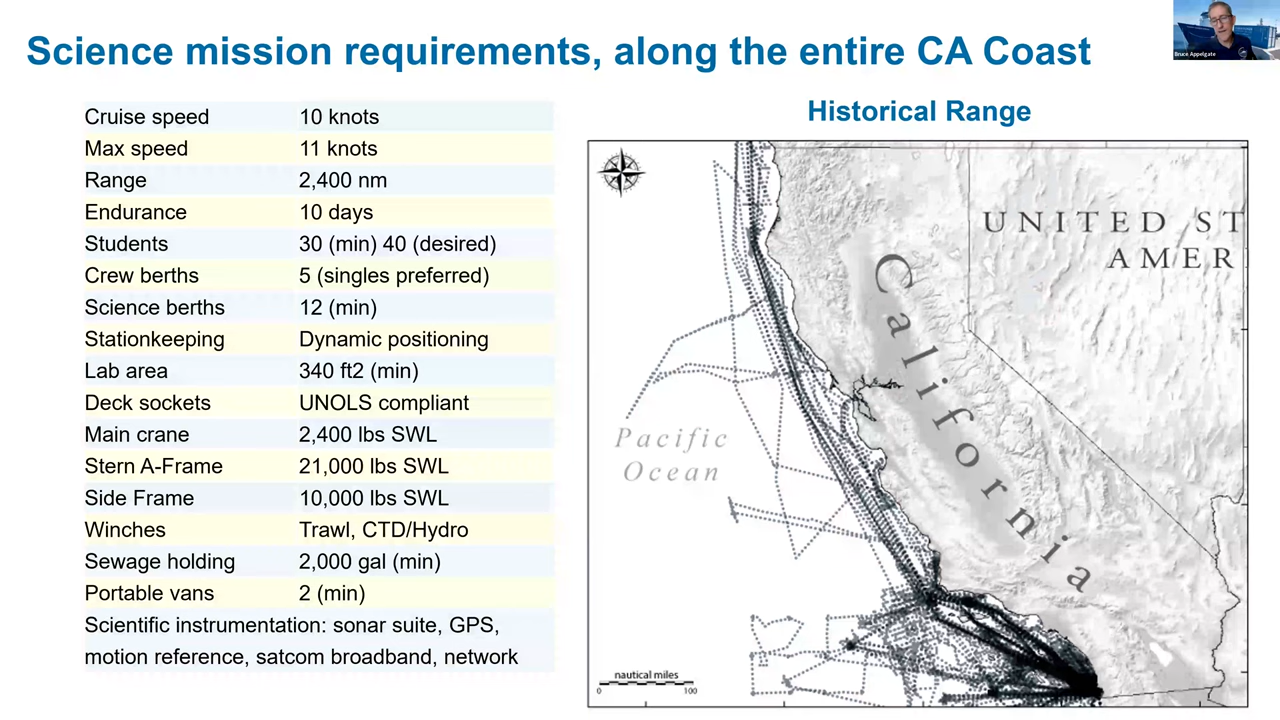 Science mission requirements, along the entire CA Coast
Bruce Appelgate
Cruise speed 10 knots
Max speed 11 knots
Range 2,400 nm
Endurance 10 days
Students 30 (min) 40 (desired)
Crew berths 5 (singles preferred)
Science berths 12 (min)
Stationkeeping Dynamic positioning
Lab area 340 ft2 (min)
Deck sockets UNOLS compliant
Main crane 2,400 lbs SWL
Stern A-Frame 21,000 lbs SWL
Side Frame 10,000 lbs SWL
Winches Trawl, CTD/Hydro
Sewage holding 2,000 gal (min)
Portable vans 2 (min)
Scientific instrumentation: sonar suite, GPS,
motion reference, satcom broadband, network
Historical Range
UNITED ST
AMER
California
Pacific
Ocean
nautical miles
0 100